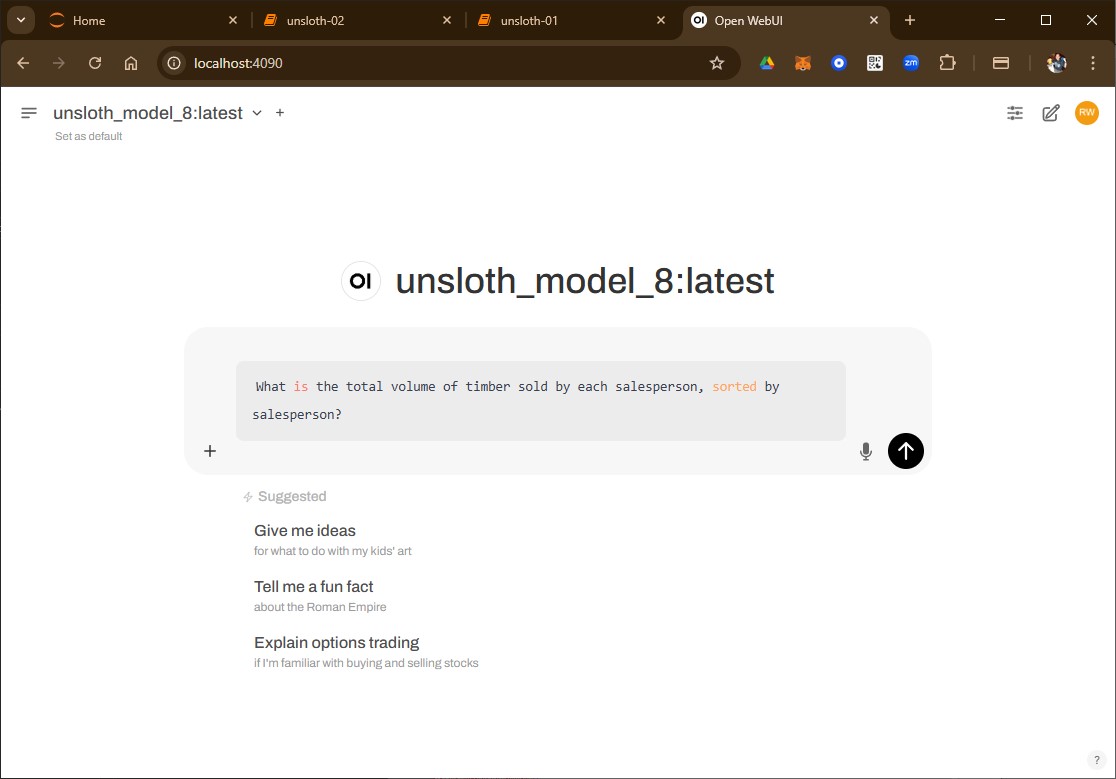 Home
unsloth-02
unsloth-01
OI Open WebUI
localhost:4090
zm
unsloth_model_8:latest
RW
Set as default
OI unsloth_model_8:latest
What is the total volume of timber sold by each salesperson, sorted by
salesperson?
Suggested
Give me ideas
for what to do with my kids' art
Tell me a fun fact
about the Roman Empire
Explain options trading
if I'm familiar with buying and selling stocks
?